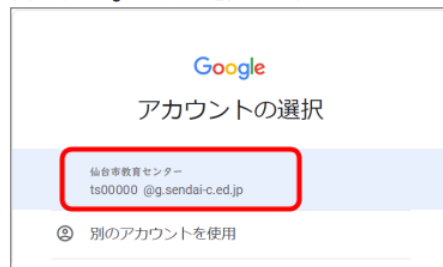 Google
アカウントの選択
仙台市教育センター
ts00000 @g.sendai-c.ed.jp
別のアカウントを使用